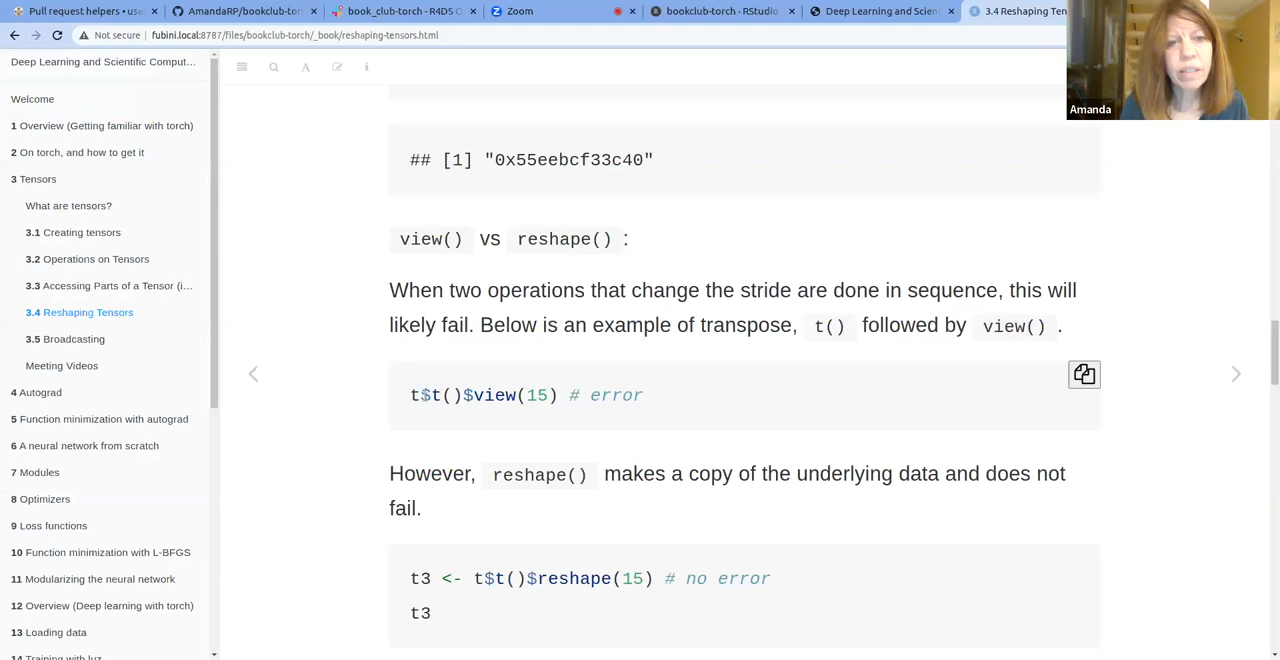 Pull request helpers • use
AmandaRP/bookclub-tor
book_club-torch - R4DS O
Zoom
bookclub-torch - RStudio
Deep Learning and Scien
3.4 Reshaping Ten
Not secure
fubini.local:8787/files/bookclub-torch/_book/reshaping-tensors.html
Amanda
Deep Learning and Scientific Comput...
Welcome
1 Overview (Getting familiar with torch)
2 On torch, and how to get it
3 Tensors
What are tensors?
3.1 Creating tensors
3.2 Operations on Tensors
3.3 Accessing Parts of a Tensor (i...
3.4 Reshaping Tensors
3.5 Broadcasting
Meeting Videos
4 Autograd
5 Function minimization with autograd
6 A neural network from scratch
7 Modules
8 Optimizers
9 Loss functions
10 Function minimization with L-BFGS
11 Modularizing the neural network
12 Overview (Deep learning with torch)
13 Loading data
14 Training with luz
## [1] "0x55eebcf33c40"
view() vs reshape() :
When two operations that change the stride are done in sequence, this will
likely fail. Below is an example of transpose, t() followed by view() .
t$t()$view(15) # error
However, reshape() makes a copy of the underlying data and does not
fail.
t3 <- t$t()$reshape(15) # no error
t3